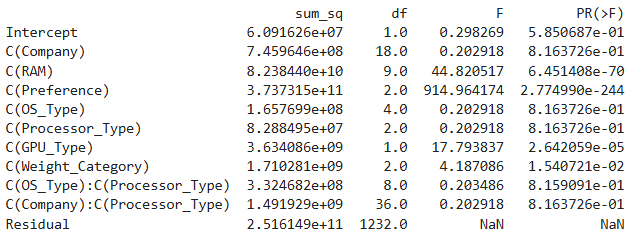 sum_sq df F PR(>F)
Intercept 6.091626e+07 1.0 0.298269 5.850687e-01
C(Company) 7.459646e+08 18.0 0.202918 8.163726e-01
C(RAM) 8.238440e+10 9.0 44.820517 6.451408e-70
C(Preference) 3.737315e+11 2.0 914.964174 2.774990e-244
C(OS_Type) 1.657699e+08 4.0 0.202918 8.163726e-01
C(Processor_Type) 8.288495e+07 2.0 0.202918 8.163726e-01
C(GPU_Type) 3.634086e+09 1.0 17.793837 2.642059e-05
C(Weight_Category) 1.710281e+09 2.0 4.187086 1.540721e-02
C(OS_Type):C(Processor_Type) 3.324682e+08 8.0 0.203486 8.159091e-01
C(Company):C(Processor_Type) 1.491929e+09 36.0 0.202918 8.163726e-01
Residual 2.516149e+11 1232.0 NaN NaN